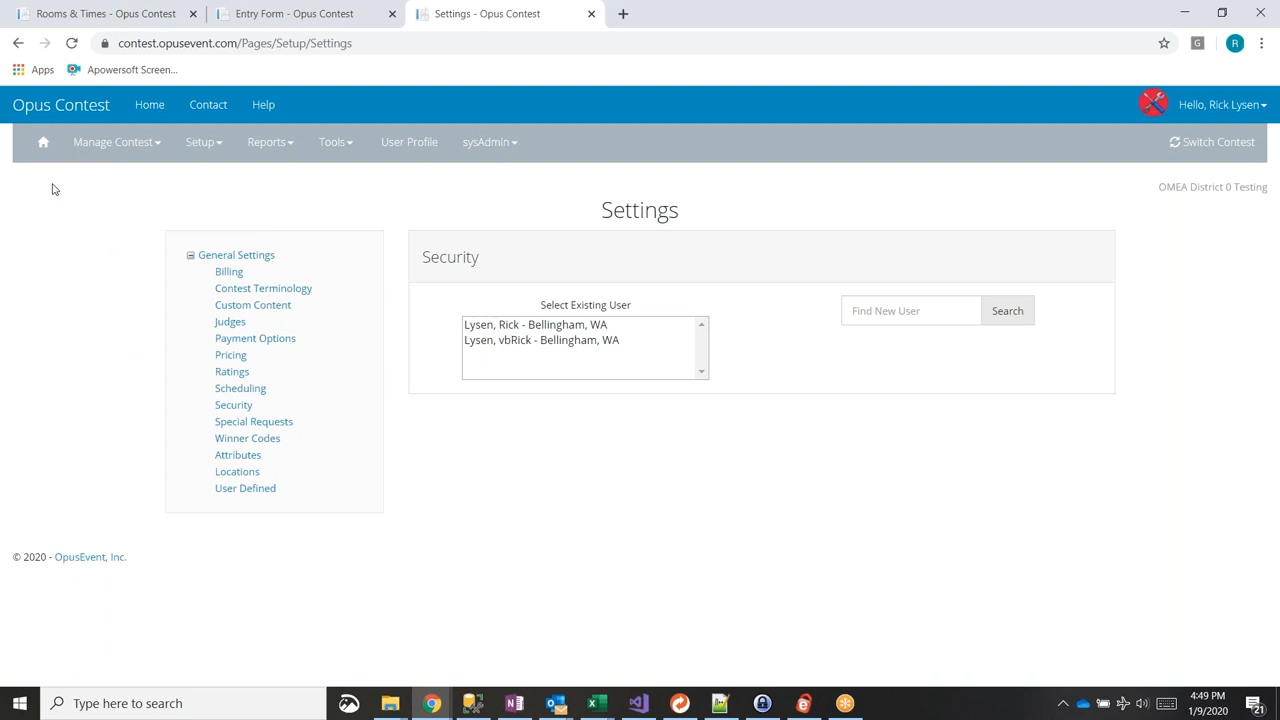 Rooms & Times - Opus Contest
Entry Form - Opus Contest
Settings - Opus Contest
contest.opusevent.com/Pages/Setup/Settings
G
R
Apps
Apowersoft Screen...
Opus Contest
Home
Contact
Help
Hello, Rick Lysen
Manage Contest
Setup
Reports
Tools
User Profile
sysAdmin
Switch Contest
OMEA District 0 Testing
Settings
General Settings
Billing
Contest Terminology
Custom Content
Judges
Payment Options
Pricing
Ratings
Scheduling
Security
Special Requests
Winner Codes
Attributes
Locations
User Defined
Security
Select Existing User
Lysen, Rick - Bellingham, WA
Lysen, vbRick - Bellingham, WA
Find New User
Search
© 2020 - OpusEvent, Inc.
Type here to search
4:49 PM
1/9/2020
21